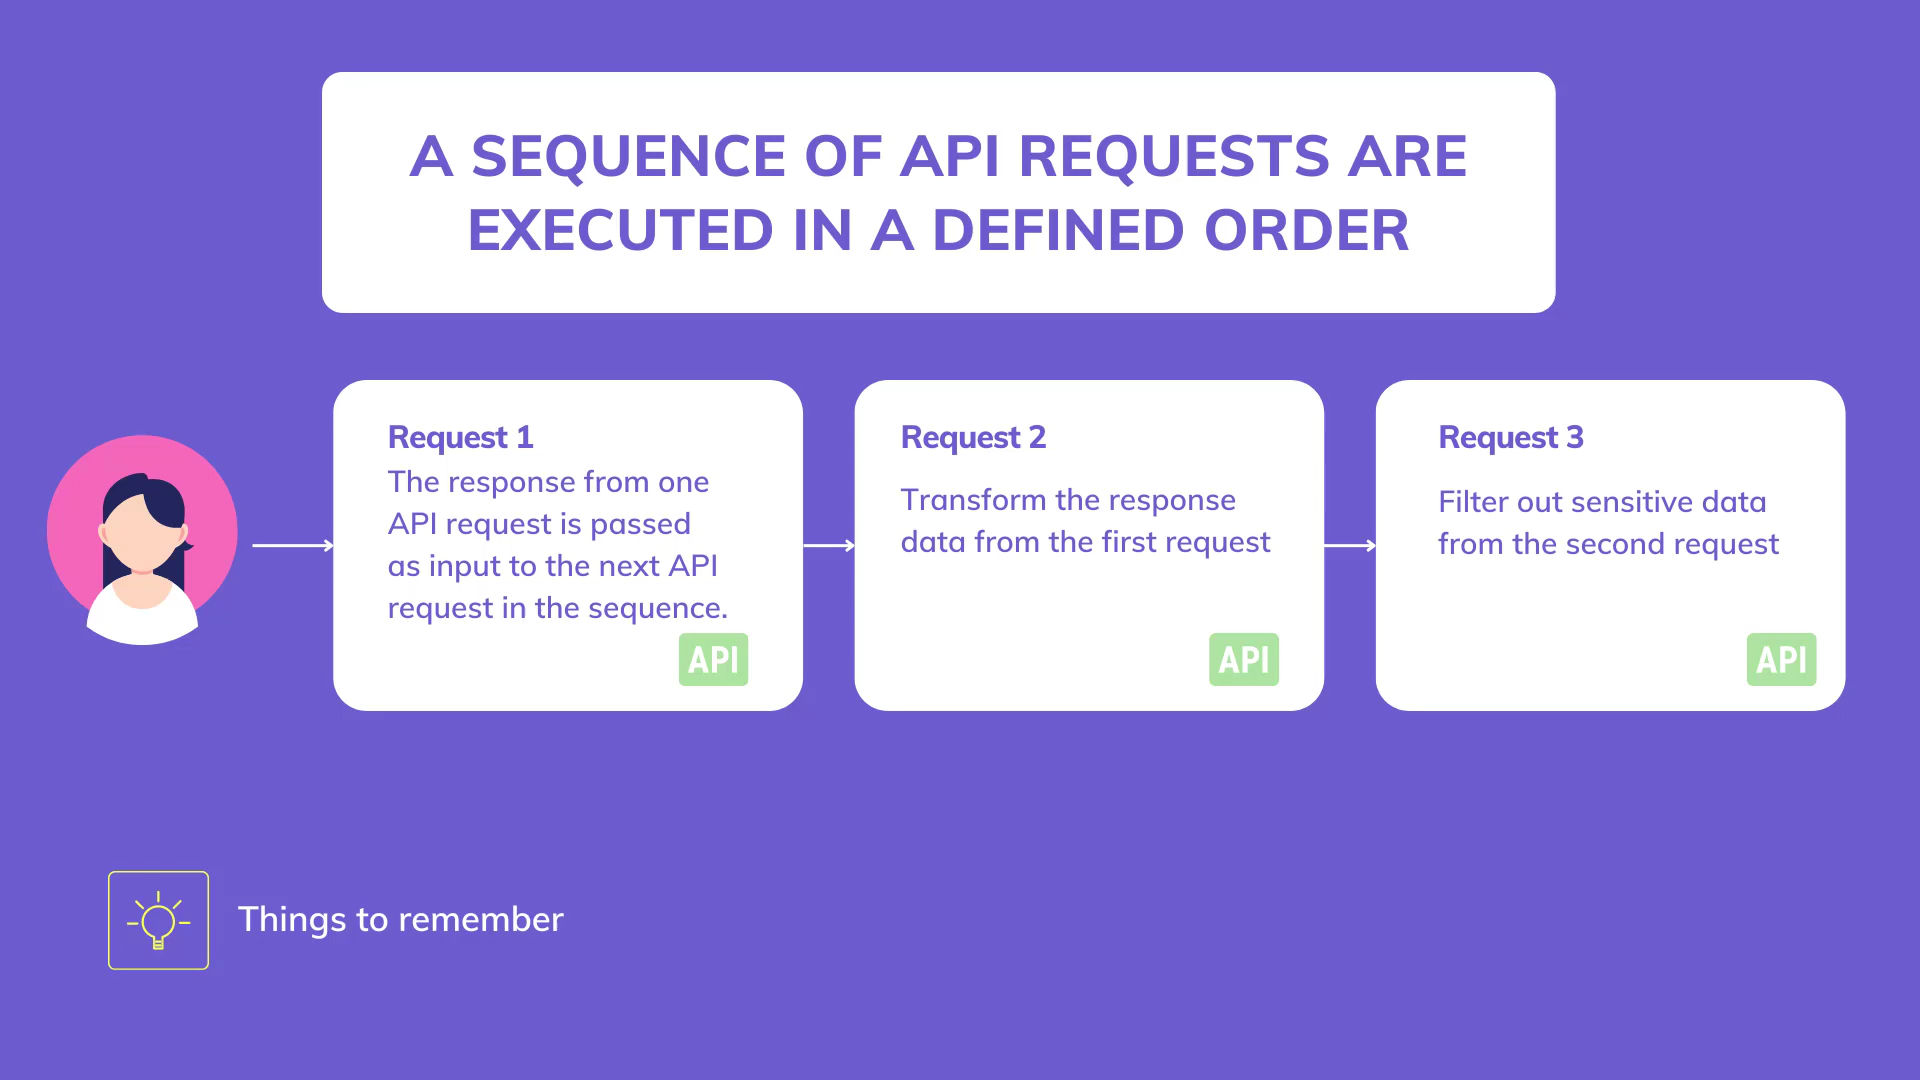 A SEQUENCE OF API REQUESTS ARE
EXECUTED IN A DEFINED ORDER
Request 1
The response from one
API request is passed
as input to the next API
request in the sequence.
API
Request 2
Transform the response
data from the first request
API
Request 3
Filter out sensitive data
from the second request
API
Things to remember